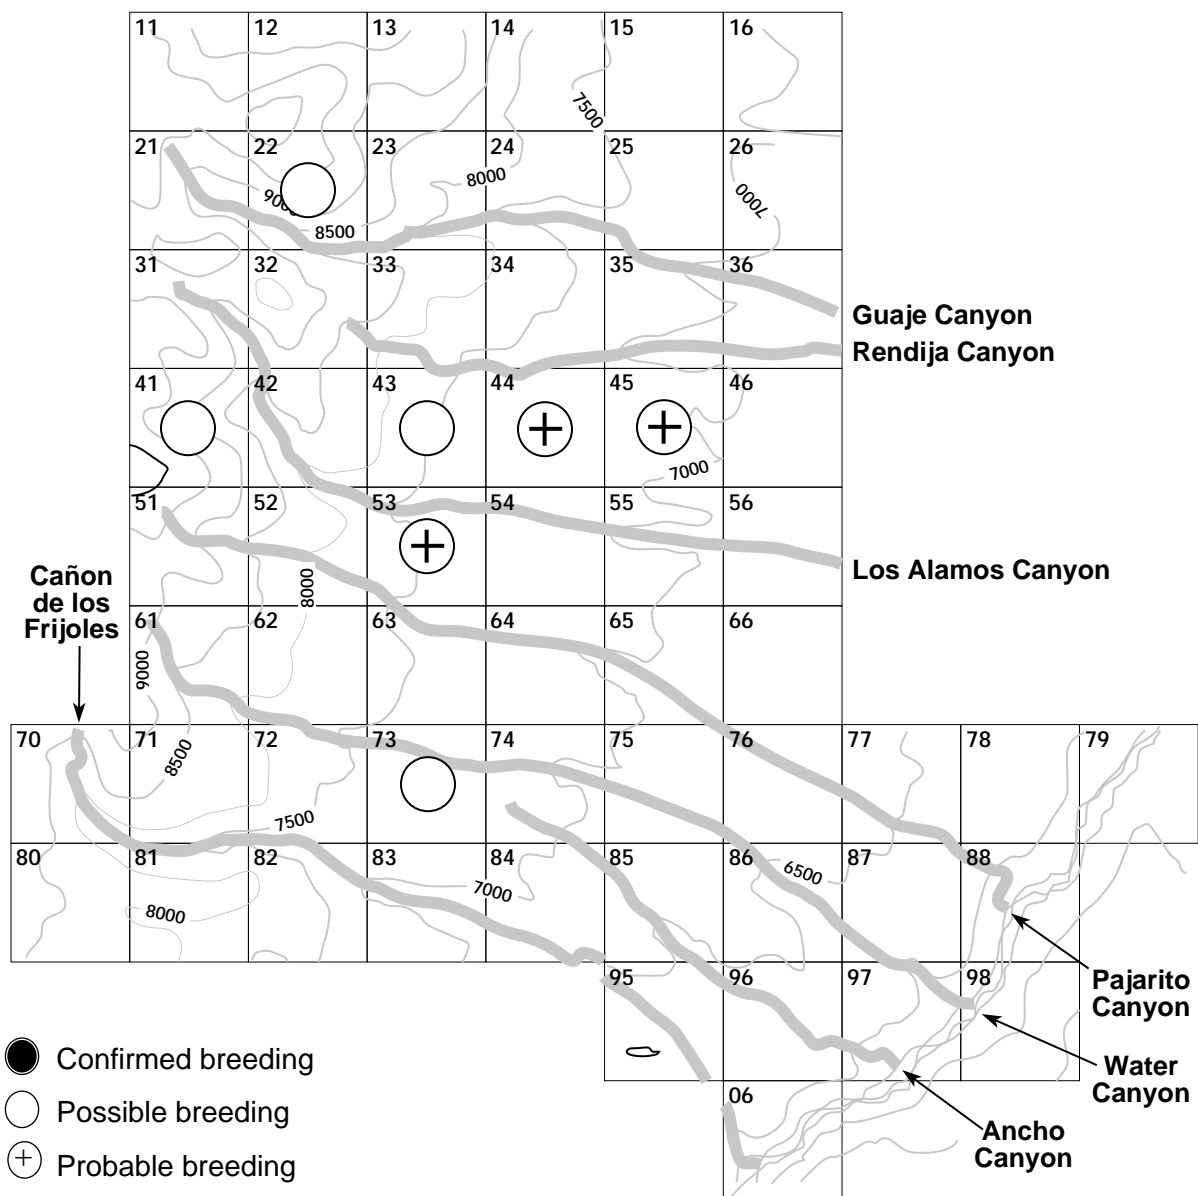 11 12 13 14 15 16
7500
21 22 23 24 25 26
8000
7000
8500
31 32 33 34 35 36
Guaje Canyon
Rendija Canyon
41 42 43 44 45 46
7000
51 52 53 54 55 56
Los Alamos Canyon
Cañon
de los
Frijoles
8000
61 62 63 64 65 66
9000
70 71 72 73 74 75 76 77 78 79
8500
7500
80 81 82 83 84 85 86 87 88
6500
7000
8000
95 96 97 98
Pajarito
Canyon
Water
Canyon
06
Ancho
Canyon
Confirmed breeding
Possible breeding
Probable breeding